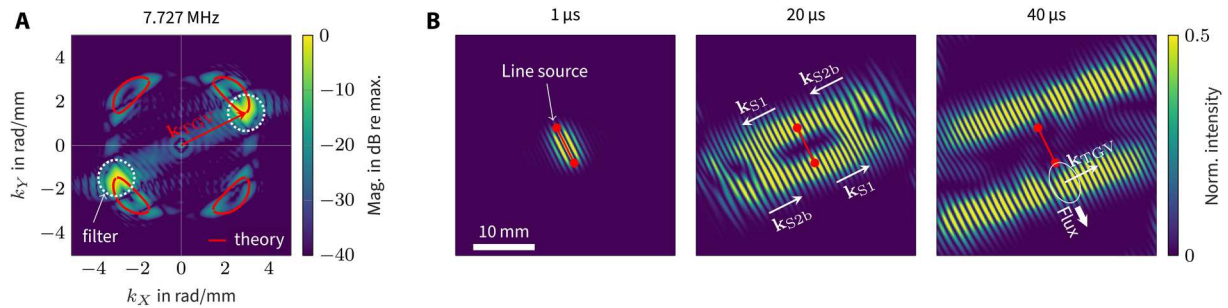 A
7.727 MHz
4
2
0
−2
−4
−4 −2 0 2 4
k_Y in rad/mm
k_X in rad/mm
k_TGV
filter
theory
0
−10
−20
−30
−40
Mag. in dB re max.
B
1 µs
Line source
10 mm
20 µs
k_S2b
k_S1
k_S1
k_S2b
40 µs
k_TGV
Flux
0.5
0
Norm. intensity